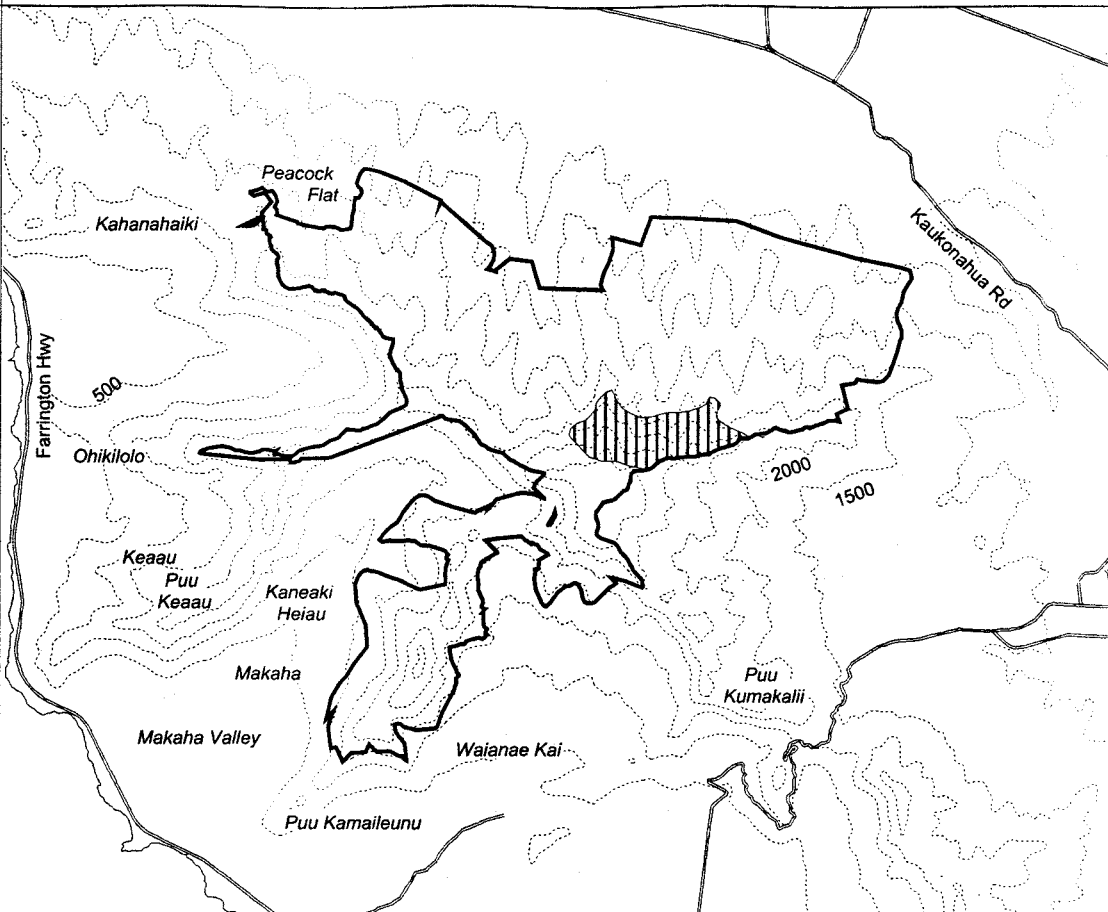 Peacock
Flat
Kahanahaiki
Kaukonahua Rd
Farrington Hwy
500
Ohikilolo
2000
1500
Keaau
Puu
Keaau
Kaneaki
Heiau
Makaha
Puu
Kumakalii
Makaha Valley
Waianae Kai
Puu Kamaileunu